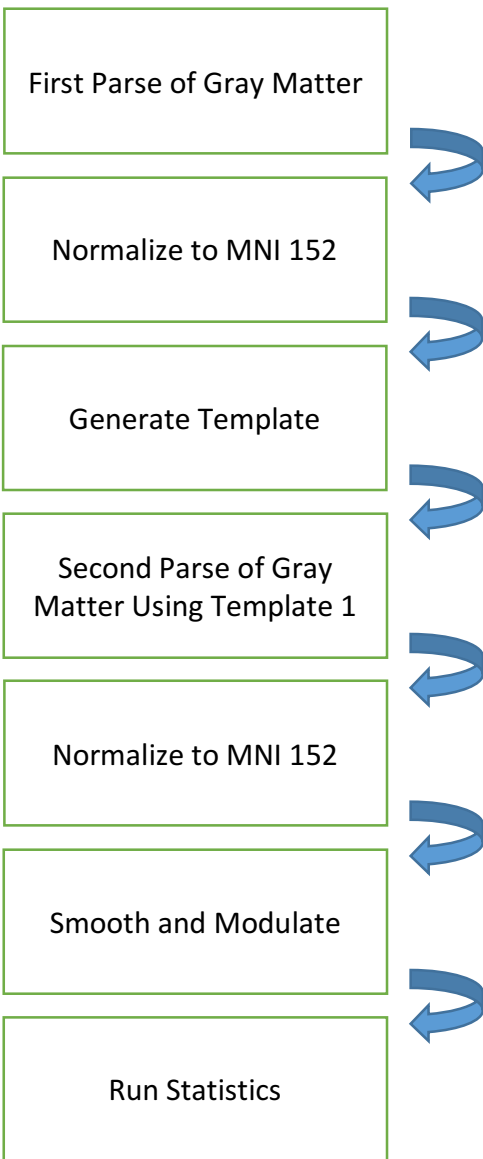 First Parse of Gray Matter
Normalize to MNI 152
Generate Template
Second Parse of Gray
Matter Using Template 1
Normalize to MNI 152
Smooth and Modulate
Run Statistics